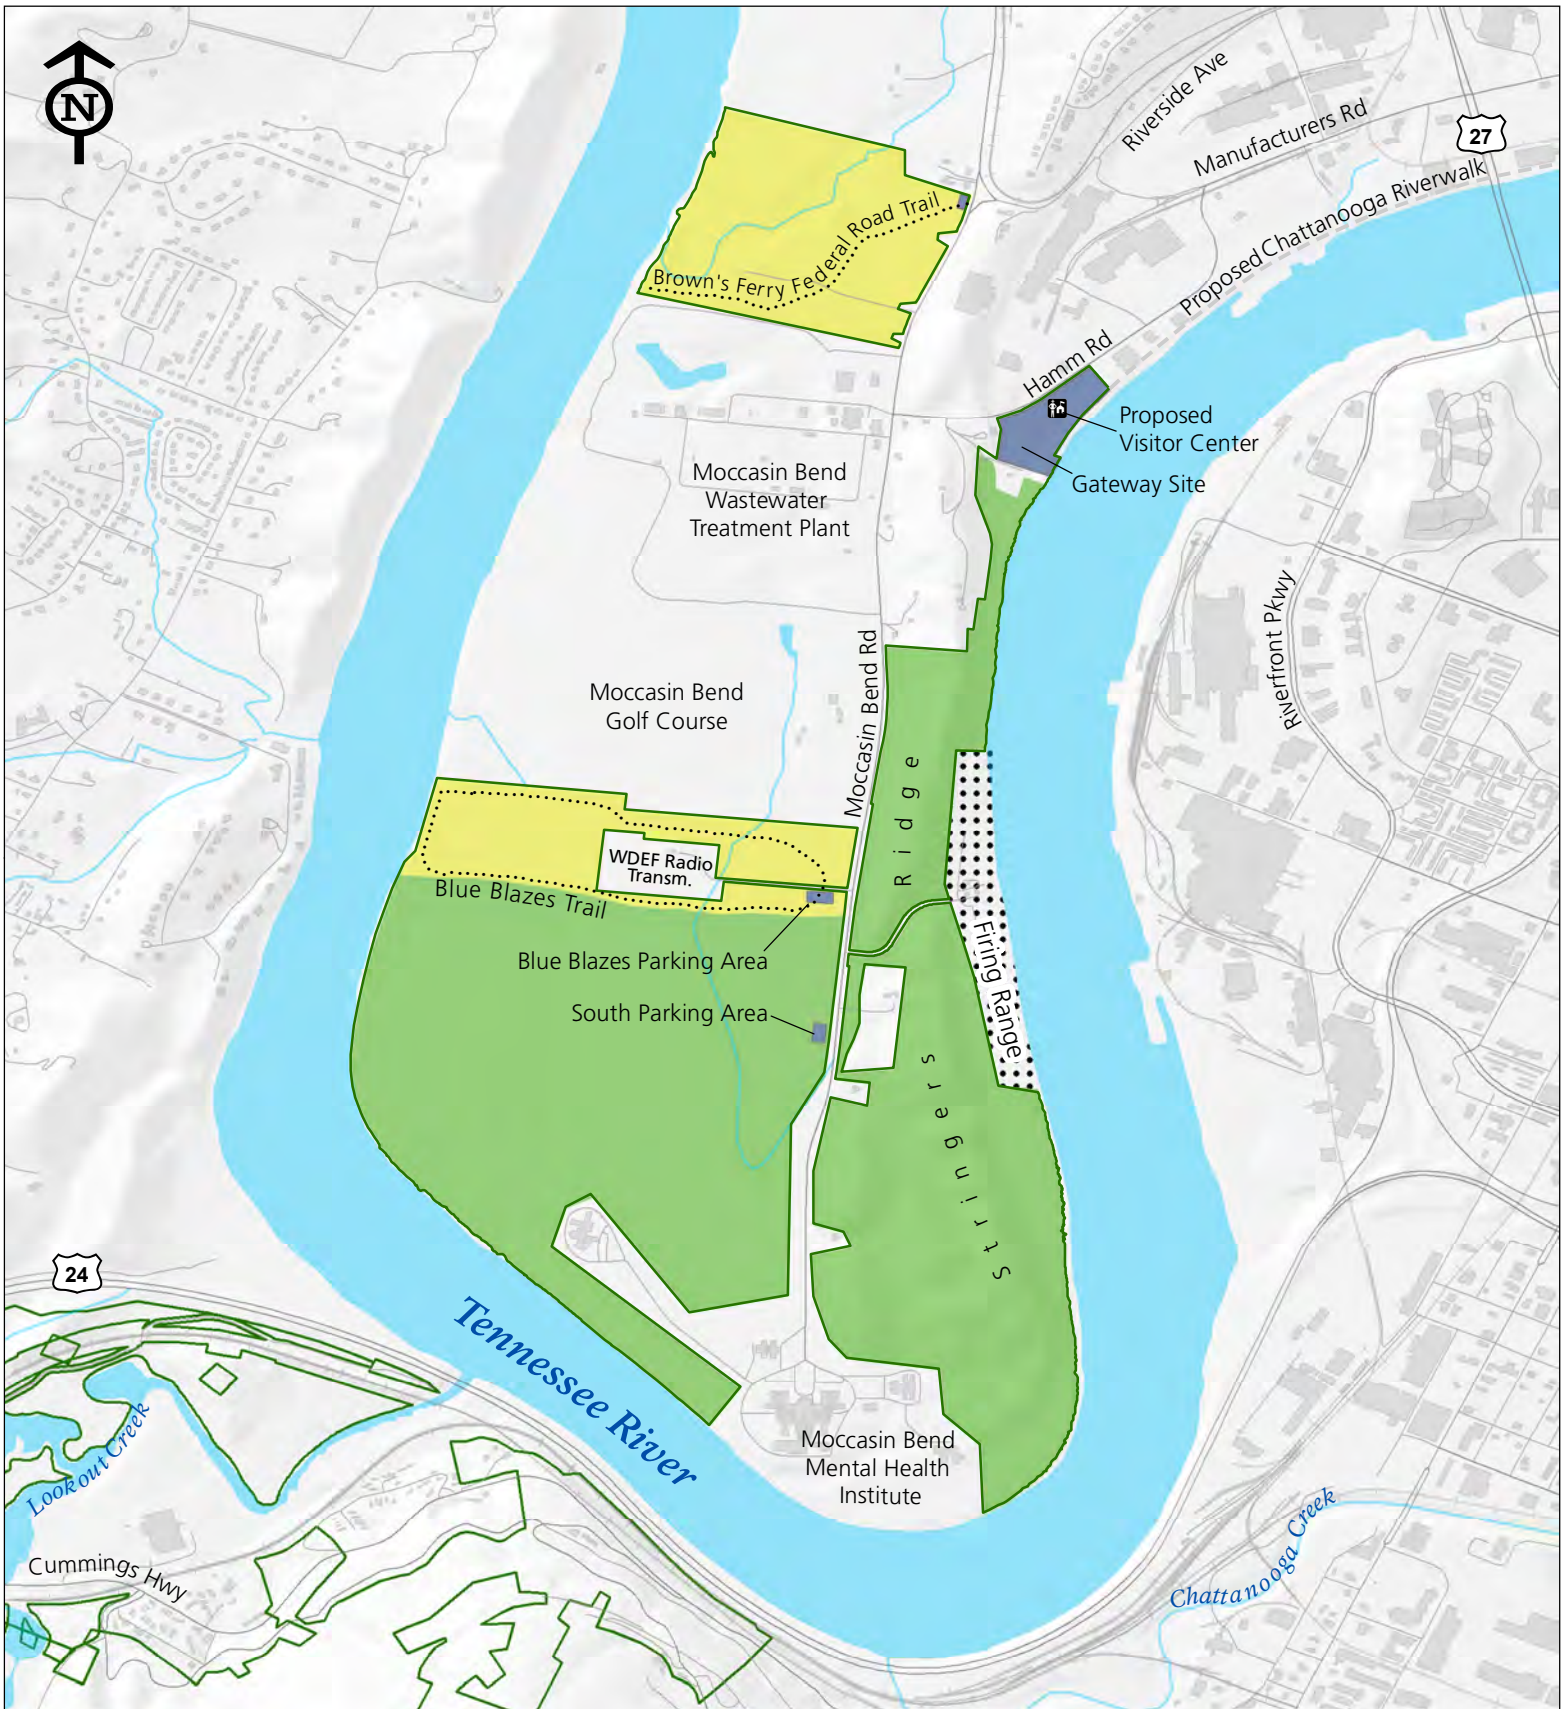 N
Riverside Ave
Manufacturers Rd
27
Proposed Chattanooga Riverwalk
Brown's Ferry Federal Road Trail
Hamm Rd
Proposed
Visitor Center
Gateway Site
Moccasin Bend
Wastewater
Treatment Plant
Riverfront Pkwy
Moccasin Bend Rd
Moccasin Bend
Golf Course
Ridge
WDEF Radio
Transm.
Blue Blazes Trail
Firing Range
Blue Blazes Parking Area
South Parking Area
Stringers
24
Tennessee River
Lookout Creek
Moccasin Bend
Mental Health
Institute
Chattanooga Creek
Cummings Hwy